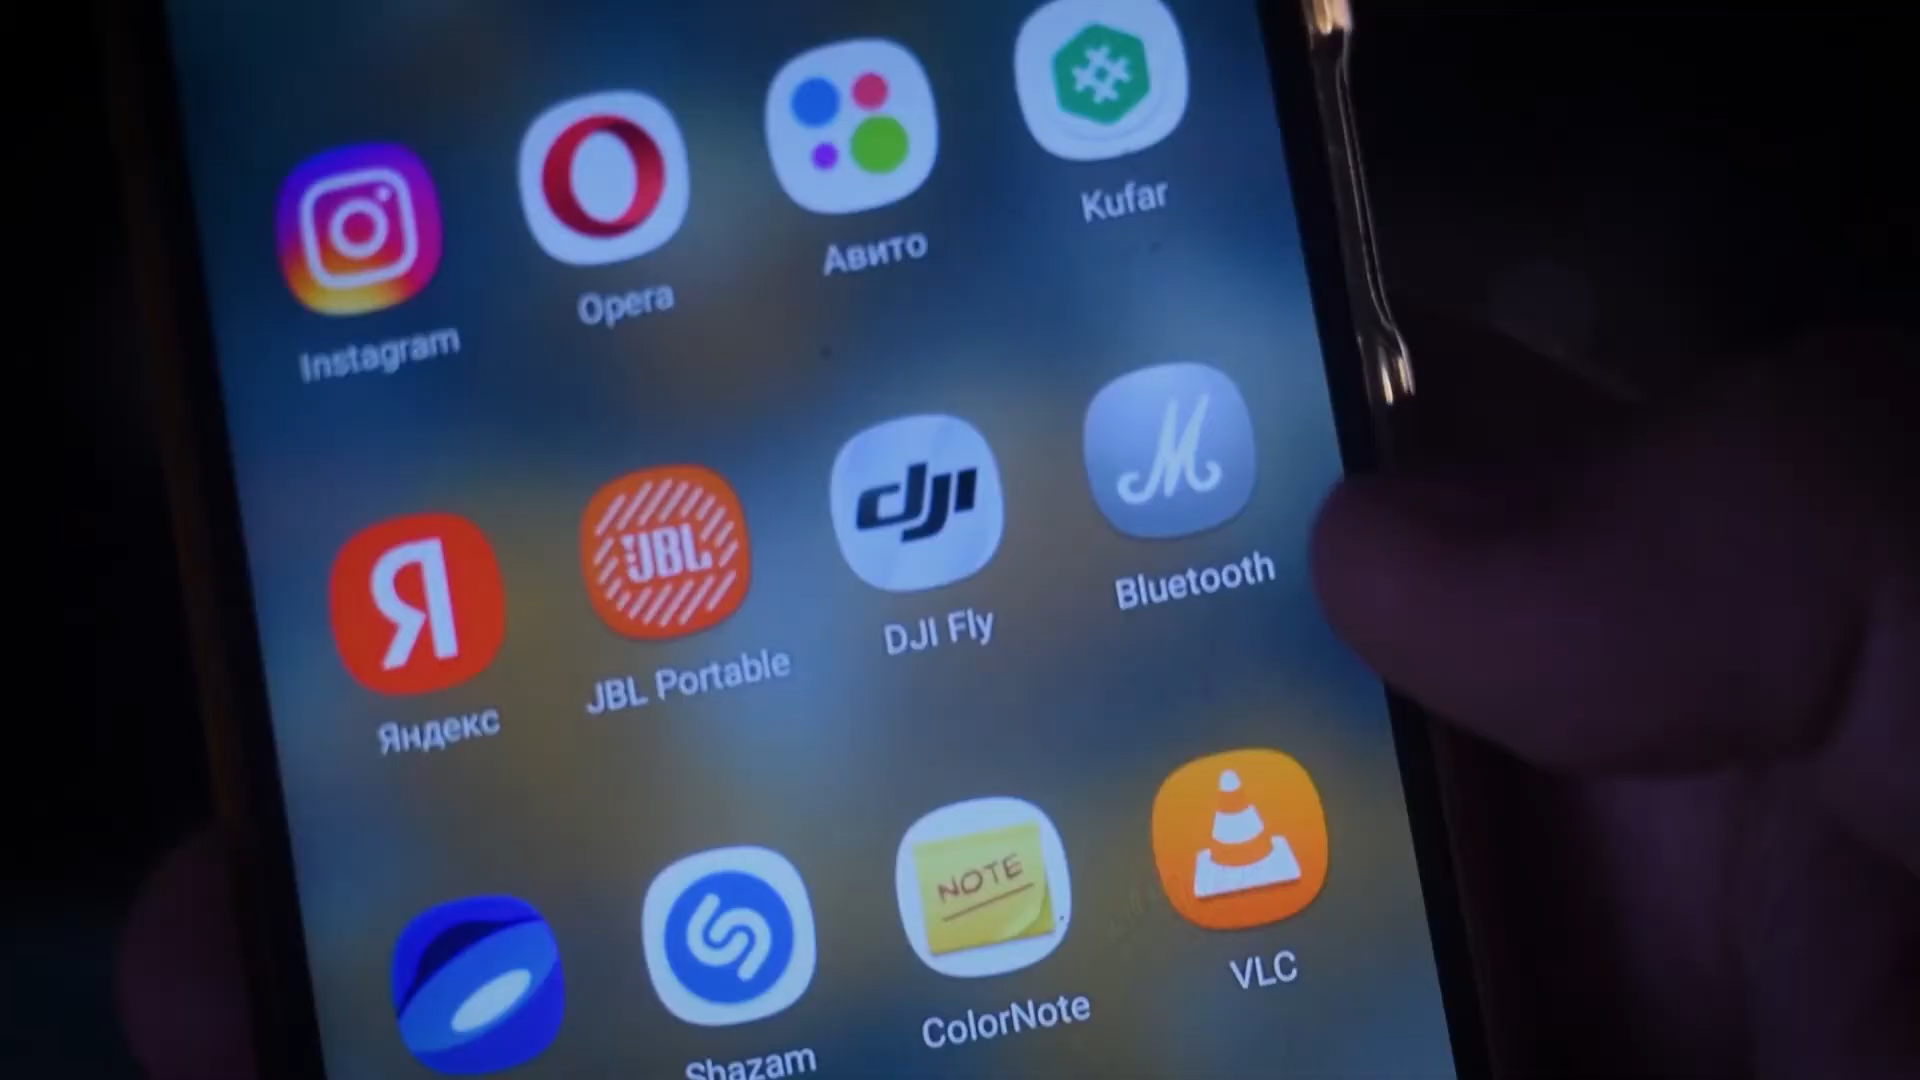 Instagram
Opera
Авито
Kufar
Я
JBL
dji
M
Яндекс
JBL Portable
DJI Fly
Bluetooth
NOTE
Shazam
ColorNote
VLC